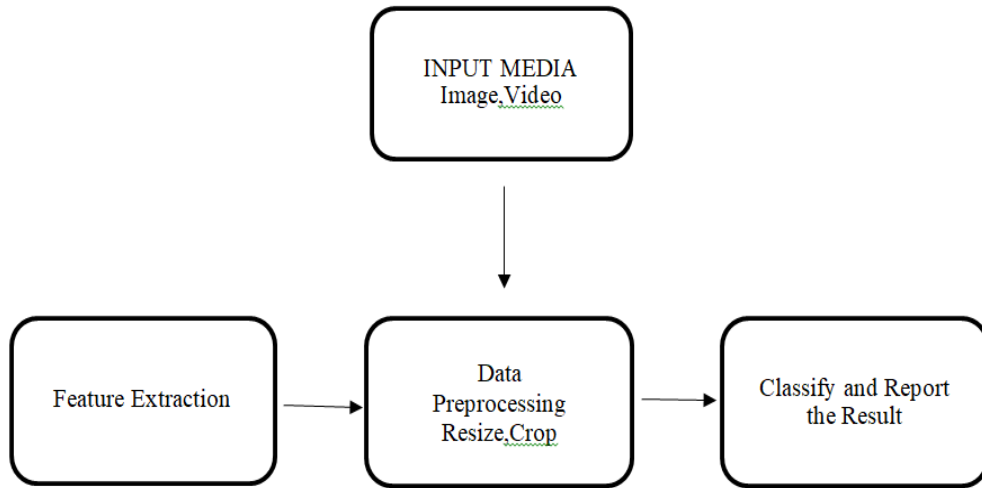 INPUT MEDIA
Image,Video
Feature Extraction
Data
Preprocessing
Resize,Crop
Classify and Report
the Result